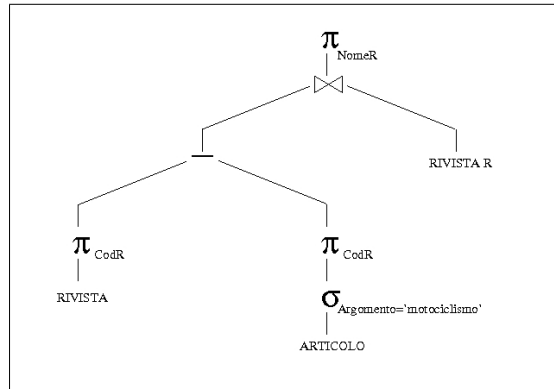 π NomeR
⋈
RIVISTA R
−
π CodR
π CodR
RIVISTA
σ Argomento='motociclismo'
ARTICOLO